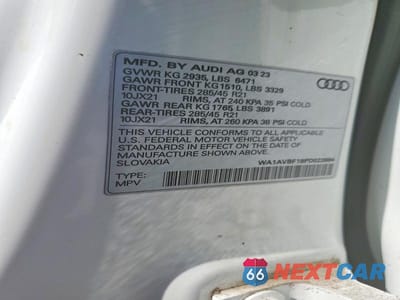 MFD. BY AUDI AG 03 23
GVWR KG 2935, LBS 6471
GAWR FRONT KG1510, LBS 3329
FRONT-TIRES 285/45 R21
10JX21 RIMS, AT 240 KPA 35 PSI COLD
GAWR REAR KG 1765 LBS 3891
REAR-TIRES 285/45 R21
10JX21 RIMS, AT 260 KPA 38 PSI COLD
THIS VEHICLE CONFORMS TO ALL APPLICABLE
U.S. FEDERAL MOTOR VEHICLE SAFETY
STANDARDS IN EFFECT ON THE DATE OF
MANUFACTURE SHOWN ABOVE.
SLOVAKIA
TYPE:
MPV
66 NEXTCAR